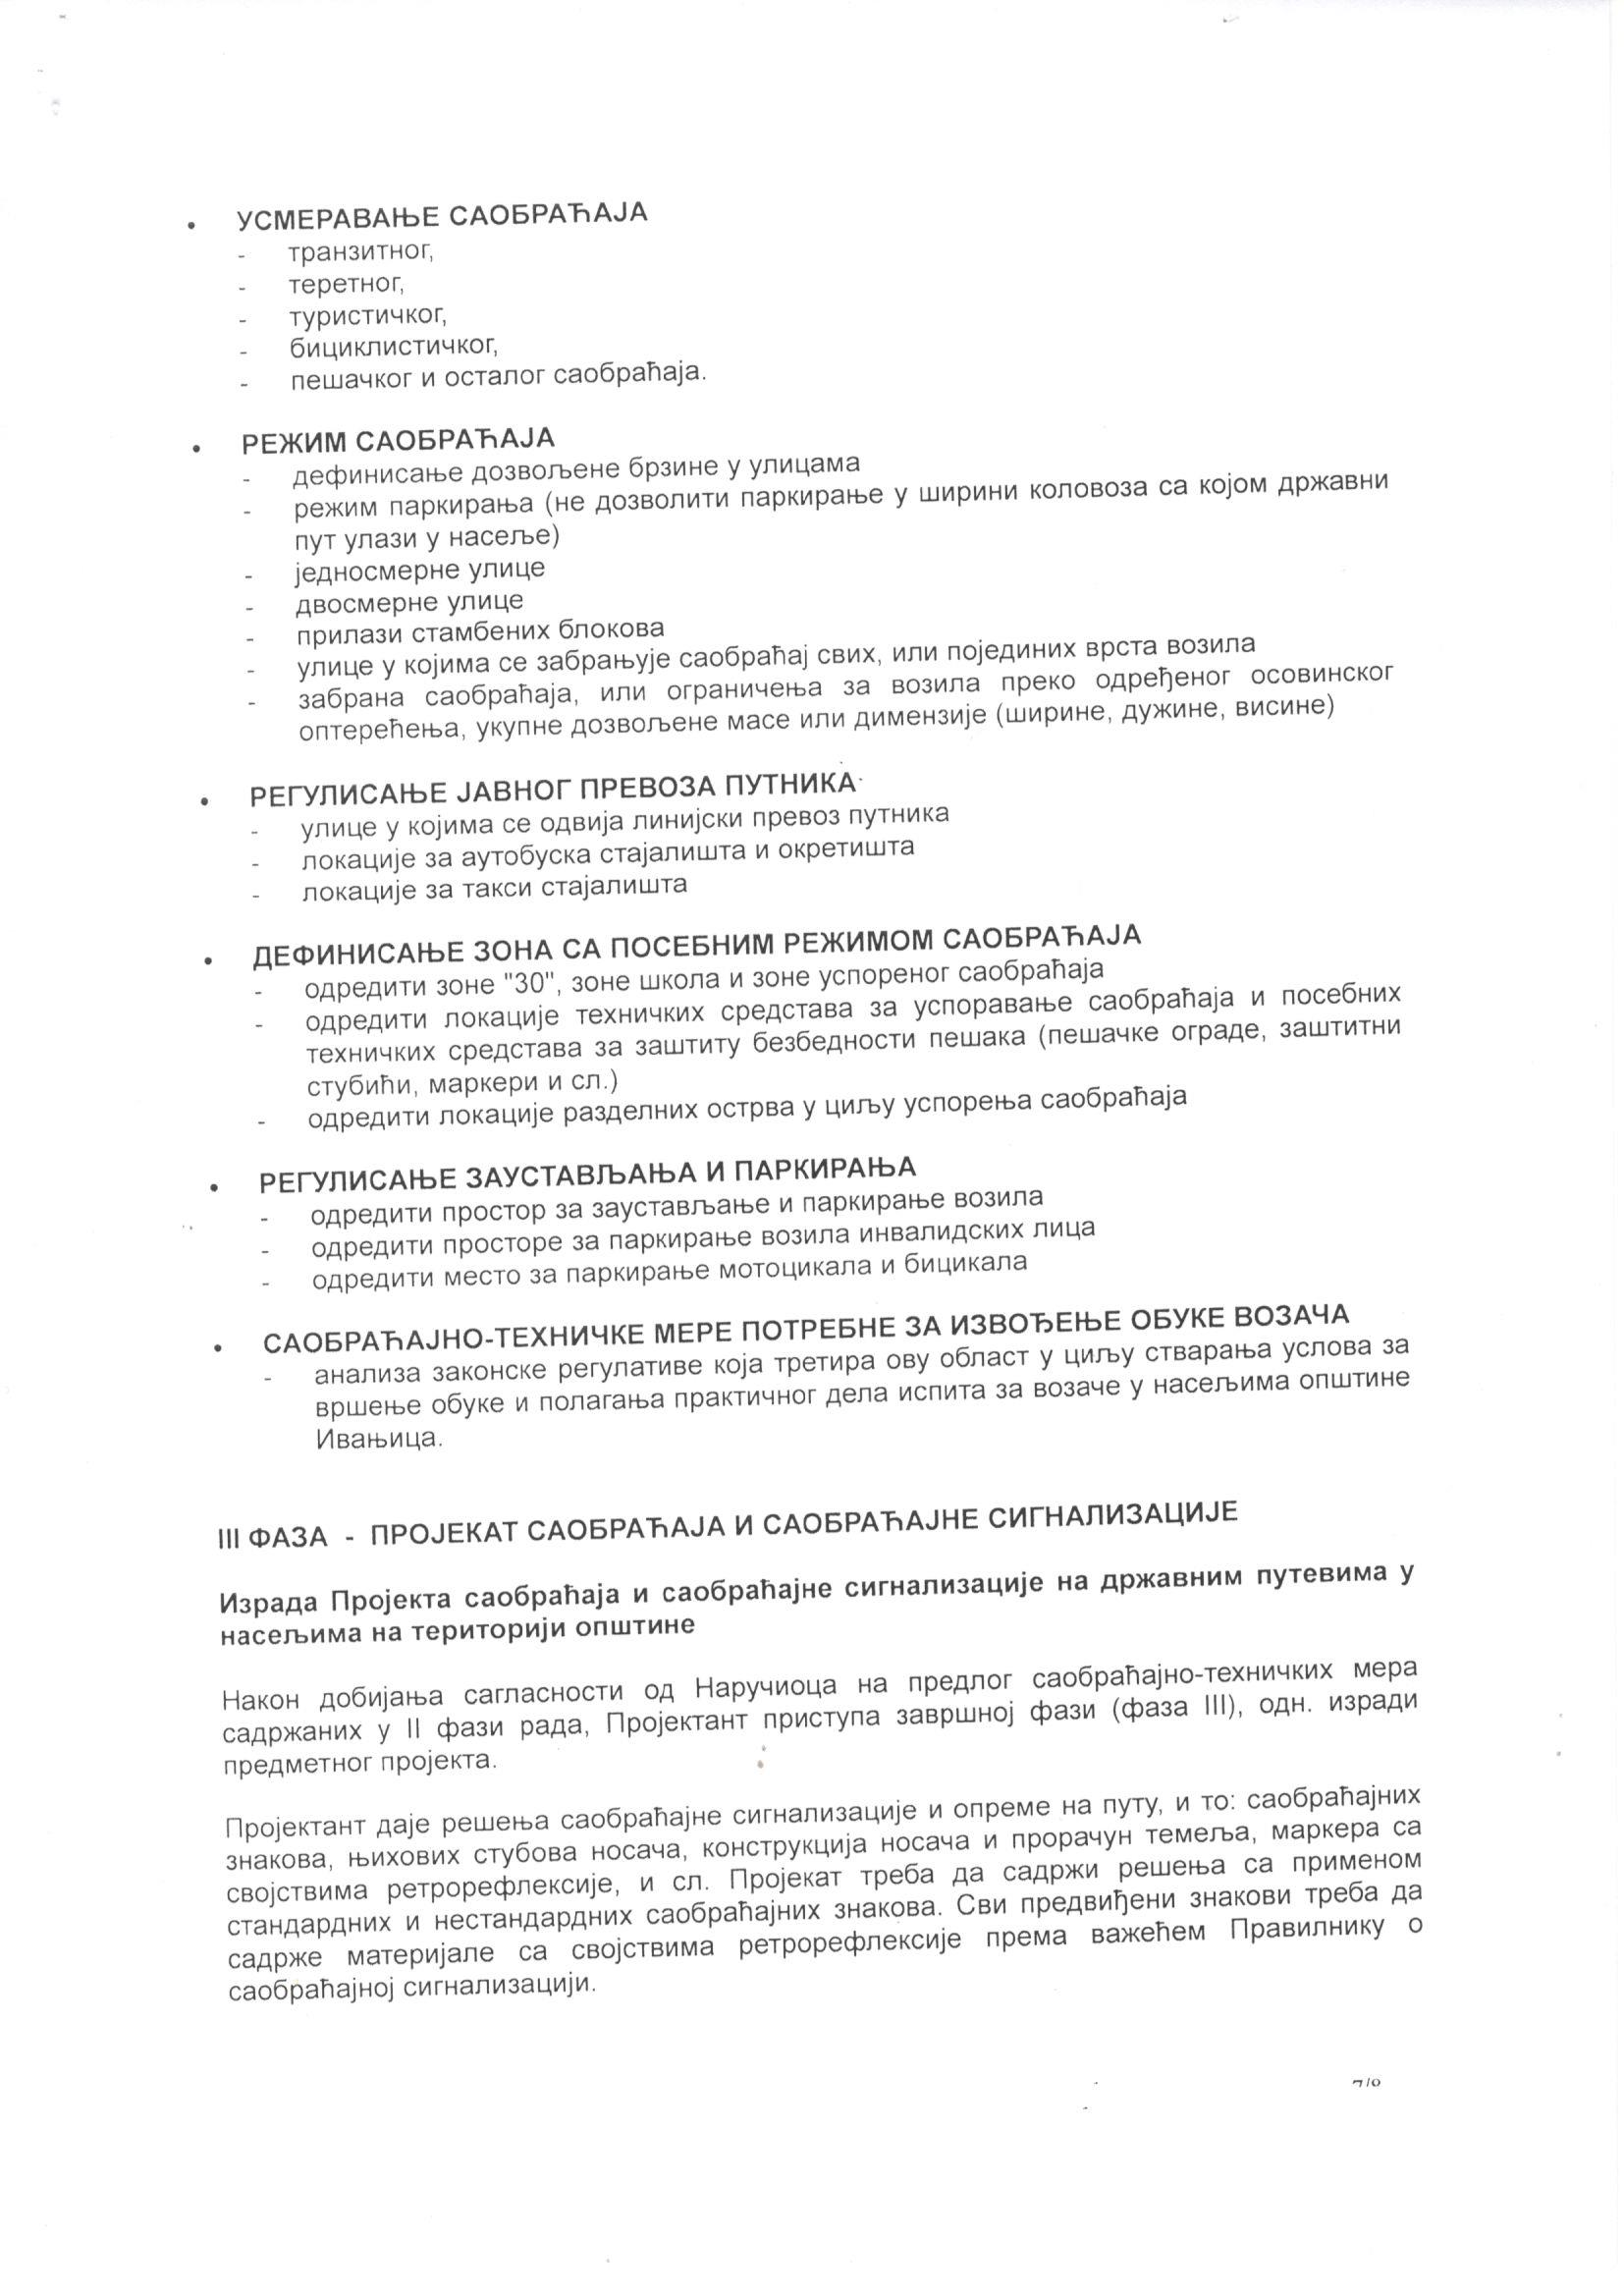 • УСМЕРАВАЊЕ САОБРАЋАЈА
- транзитног,
- теретног,
- туристичког,
- бициклистичког,
- пешачког и осталог саобраћаја.
• РЕЖИМ САОБРАЋАЈА
- дефинисање дозвољене брзине у улицама
- режим паркирања (не дозволити паркирање у ширини коловоза са којом државни
пут улази у насеље)
- једносмерне улице
- двосмерне улице
- прилази стамбених блокова
- улице у којима се забрањује саобраћај свих, или појединих врста возила
- забрана саобраћаја, или ограничења за возила преко одређеног осовинског
оптерећења, укупне дозвољене масе или димензије (ширине, дужине, висине)
• РЕГУЛИСАЊЕ ЈАВНОГ ПРЕВОЗА ПУТНИКА
- улице у којима се одвија линијски превоз путника
- локације за аутобуска стајалишта и окретишта
- локације за такси стајалишта
• ДЕФИНИСАЊЕ ЗОНА СА ПОСЕБНИМ РЕЖИМОМ САОБРАЋАЈА
- одредити зоне "30", зоне школа и зоне успореног саобраћаја
- одредити локације техничких средстава за успоравање саобраћаја и посебних
техничких средстава за заштиту безбедности пешака (пешачке ограде, заштитни
стубићи, маркери и сл.)
- одредити локације разделних острва у циљу успорења саобраћаја
• РЕГУЛИСАЊЕ ЗАУСТАВЉАЊА И ПАРКИРАЊА
- одредити простор за заустављање и паркирање возила
- одредити просторе за паркирање возила инвалидских лица
- одредити место за паркирање мотоцикала и бицикала
• САОБРАЋАЈНО-ТЕХНИЧКЕ МЕРЕ ПОТРЕБНЕ ЗА ИЗВОЂЕЊЕ ОБУКЕ ВОЗАЧА
- анализа законске регулативе која третира ову област у циљу стварања услова за
вршење обуке и полагања практичног дела испита за возаче у насељима општине
Ивањица.
III ФАЗА - ПРОЈЕКАТ САОБРАЋАЈА И САОБРАЋАЈНЕ СИГНАЛИЗАЦИЈЕ
Израда Пројекта саобраћаја и саобраћајне сигнализације на државним путевима у
насељима на територији општине
Након добијања сагласности од Наручиоца на предлог саобраћајно-техничких мера
садржаних у II фази рада, Пројектант приступа завршној фази (фаза III), одн. изради
предметног пројекта.
Пројектант даје решења саобраћајне сигнализације и опреме на путу, и то: саобраћајних
знакова, њихових стубова носача, конструкција носача и прорачун темеља, маркера са
својствима ретрорефлексије, и сл. Пројекат треба да садржи решења са применом
стандардних и нестандардних саобраћајних знакова. Сви предвиђени знакови треба да
садрже материјале са својствима ретрорефлексије према важећем Правилнику о
саобраћајној сигнализацији.